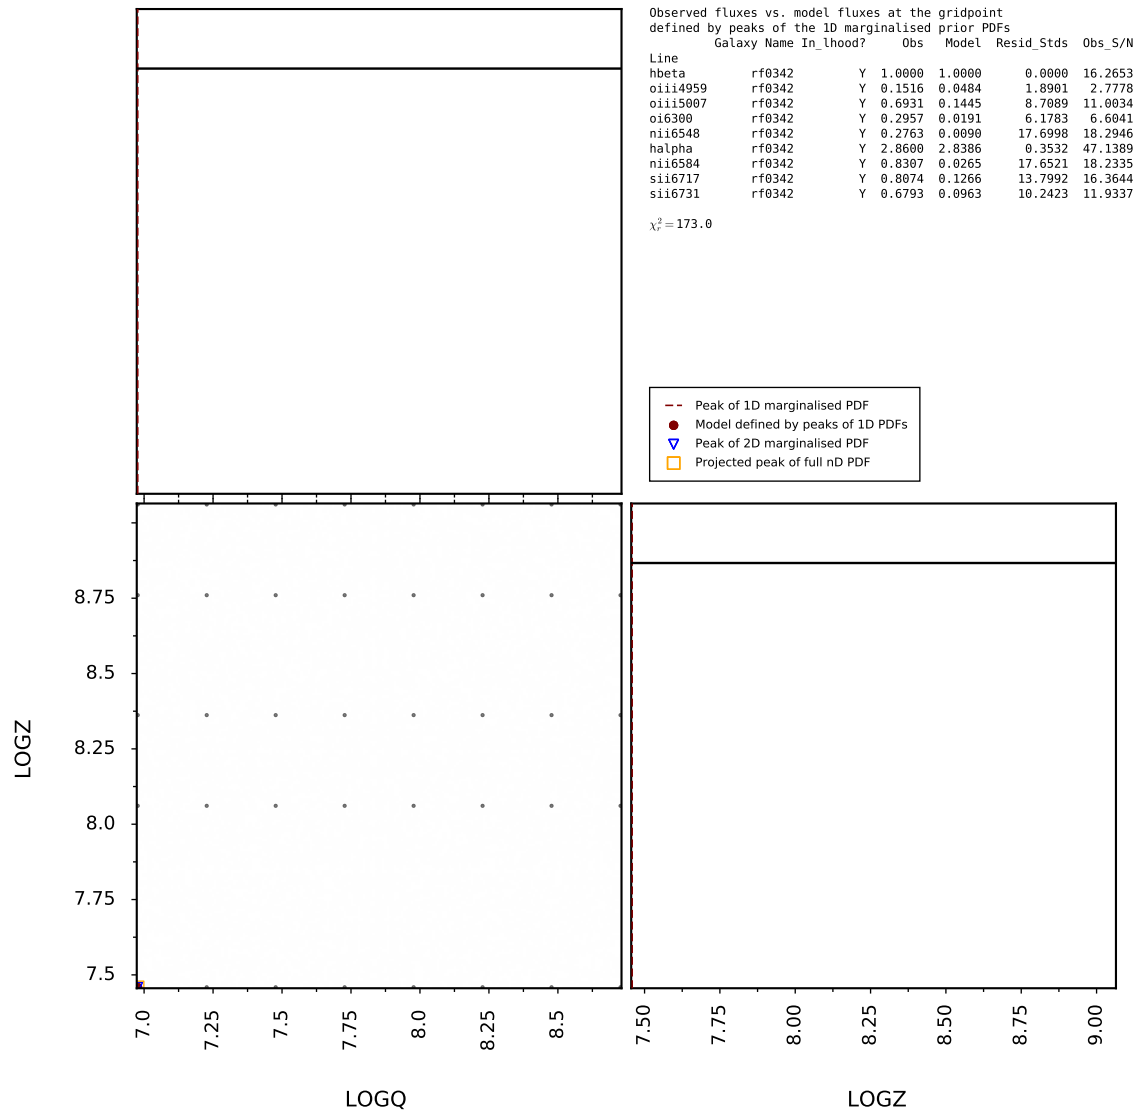 Observed fluxes vs. model fluxes at the gridpoint
defined by peaks of the 1D marginalised prior PDFs
Galaxy Name In_lhood? Obs Model Resid_Stds Obs_S/N
Line
hbeta rf0342 Y 1.0000 1.0000 0.0000 16.2653
oiii4959 rf0342 Y 0.1516 0.0484 1.8901 2.7778
oiii5007 rf0342 Y 0.6931 0.1445 8.7089 11.0034
oi6300 rf0342 Y 0.2957 0.0191 6.1783 6.6041
nii6548 rf0342 Y 0.2763 0.0090 17.6998 18.2946
halpha rf0342 Y 2.8600 2.8386 0.3532 47.1389
nii6584 rf0342 Y 0.8307 0.0265 17.6521 18.2335
sii6717 rf0342 Y 0.8074 0.1266 13.7992 16.3644
sii6731 rf0342 Y 0.6793 0.0963 10.2423 11.9337
χ²ᵣ = 173.0
Peak of 1D marginalised PDF
Model defined by peaks of 1D PDFs
Peak of 2D marginalised PDF
Projected peak of full nD PDF
8.75
8.5
8.25
8.0
7.75
7.5
LOGZ
7.0 7.25 7.5 7.75 8.0 8.25 8.5
LOGQ
7.50 7.75 8.00 8.25 8.50 8.75 9.00
LOGZ